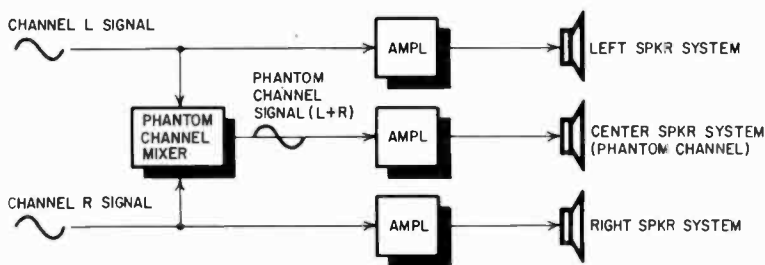 CHANNEL L SIGNAL
AMPL
LEFT SPKR SYSTEM
PHANTOM
CHANNEL
MIXER
PHANTOM
CHANNEL
SIGNAL (L+R)
AMPL
CENTER SPKR SYSTEM
(PHANTOM CHANNEL)
CHANNEL R SIGNAL
AMPL
RIGHT SPKR SYSTEM